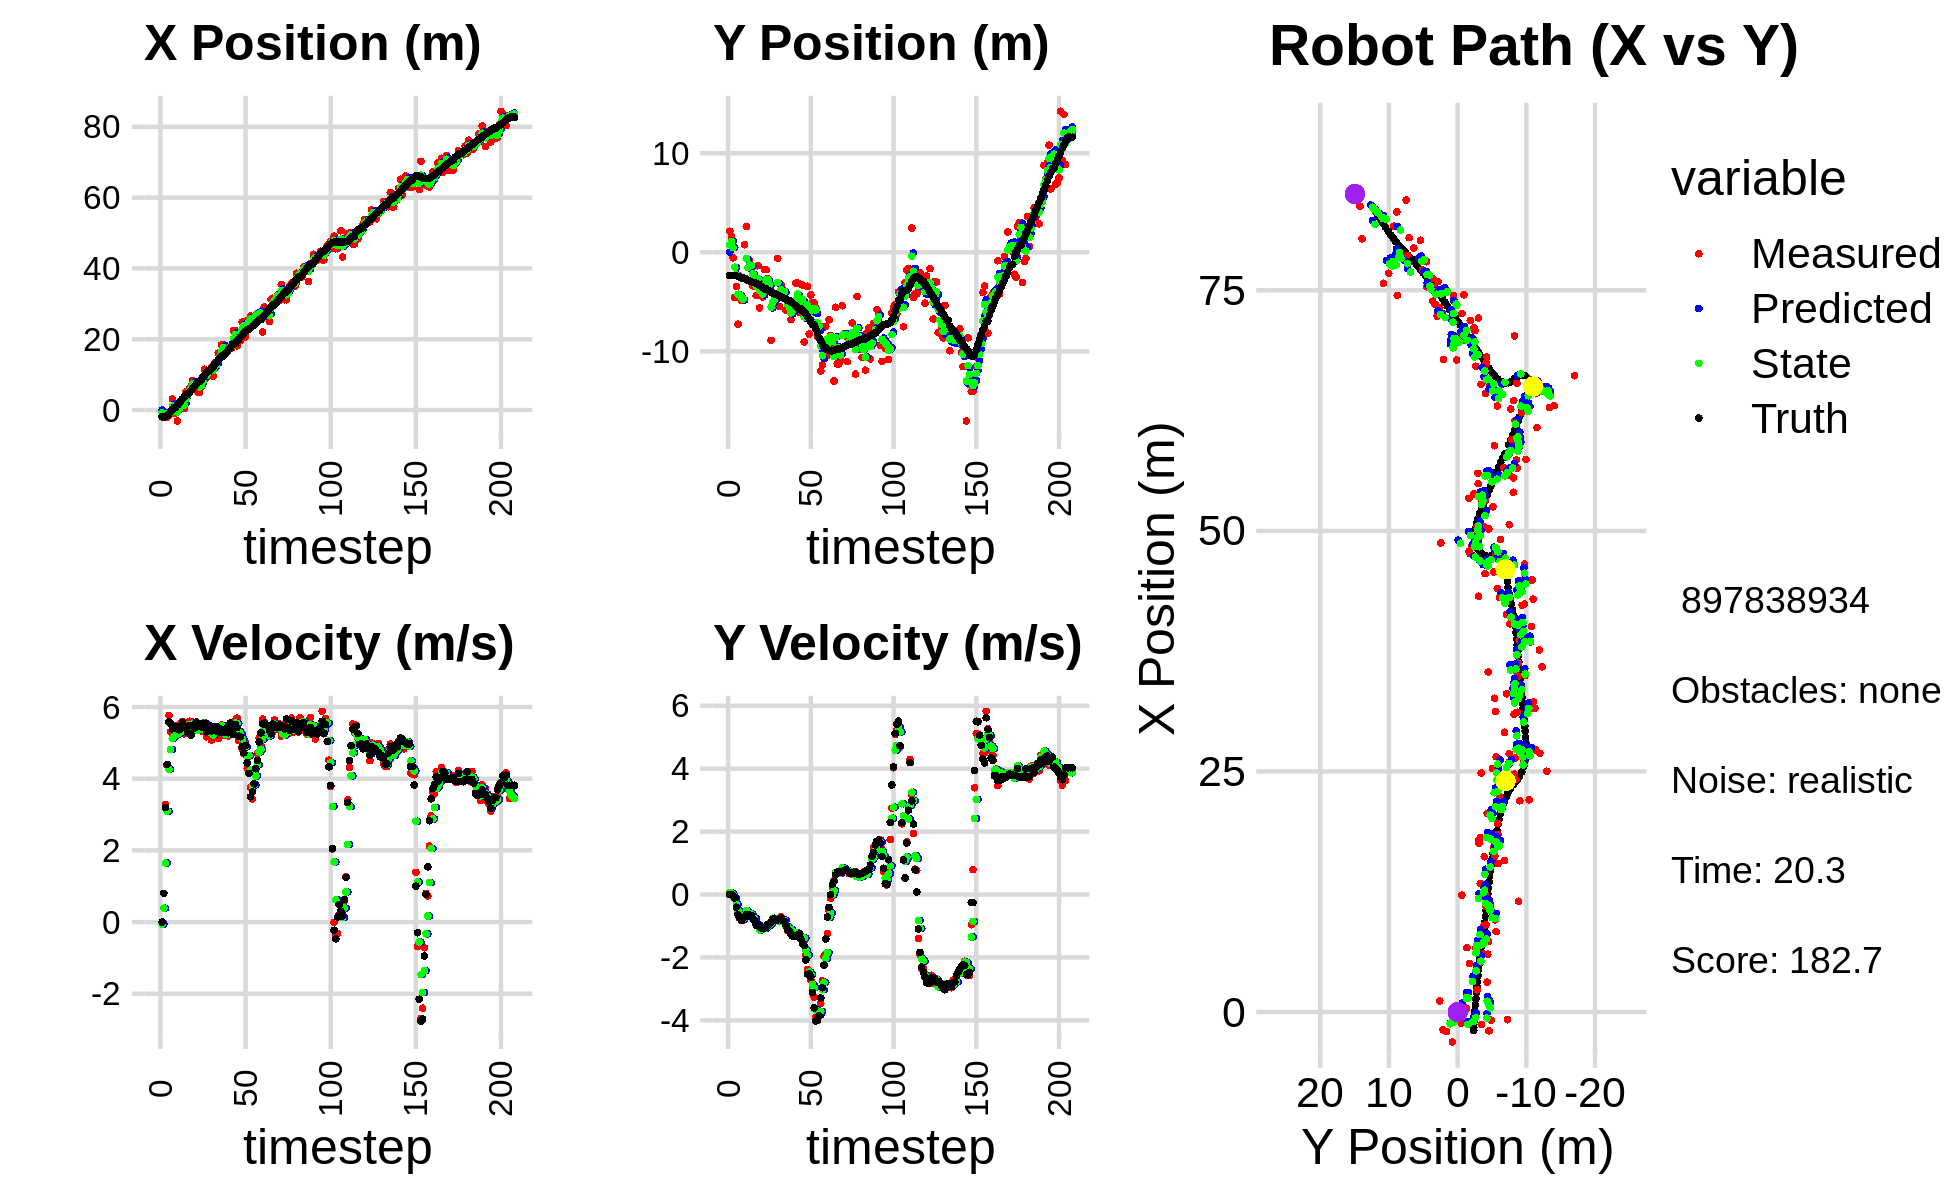 X Position (m)
80
60
40
20
0
0
50
100
150
200
timestep
Y Position (m)
10
0
-10
0
50
100
150
200
timestep
X Velocity (m/s)
6
4
2
0
-2
0
50
100
150
200
timestep
Y Velocity (m/s)
6
4
2
0
-2
-4
0
50
100
150
200
timestep
Robot Path (X vs Y)
X Position (m)
75
50
25
0
20 10 0 -10 -20
Y Position (m)
variable
Measured
Predicted
State
Truth
897838934
Obstacles: none
Noise: realistic
Time: 20.3
Score: 182.7